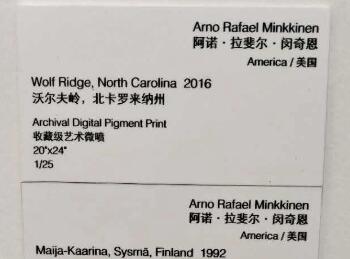 Arno Rafael Minkkinen
阿诺·拉斐尔·闵奇恩
America / 美国
Wolf Ridge, North Carolina 2016
沃尔夫岭，北卡罗来纳州
Archival Digital Pigment Print
收藏级艺术微喷
20"x24"
1/25
Arno Rafael Minkkinen
阿诺·拉斐尔·闵奇恩
America / 美国
Maija-Kaarina, Sysmä, Finland 1992